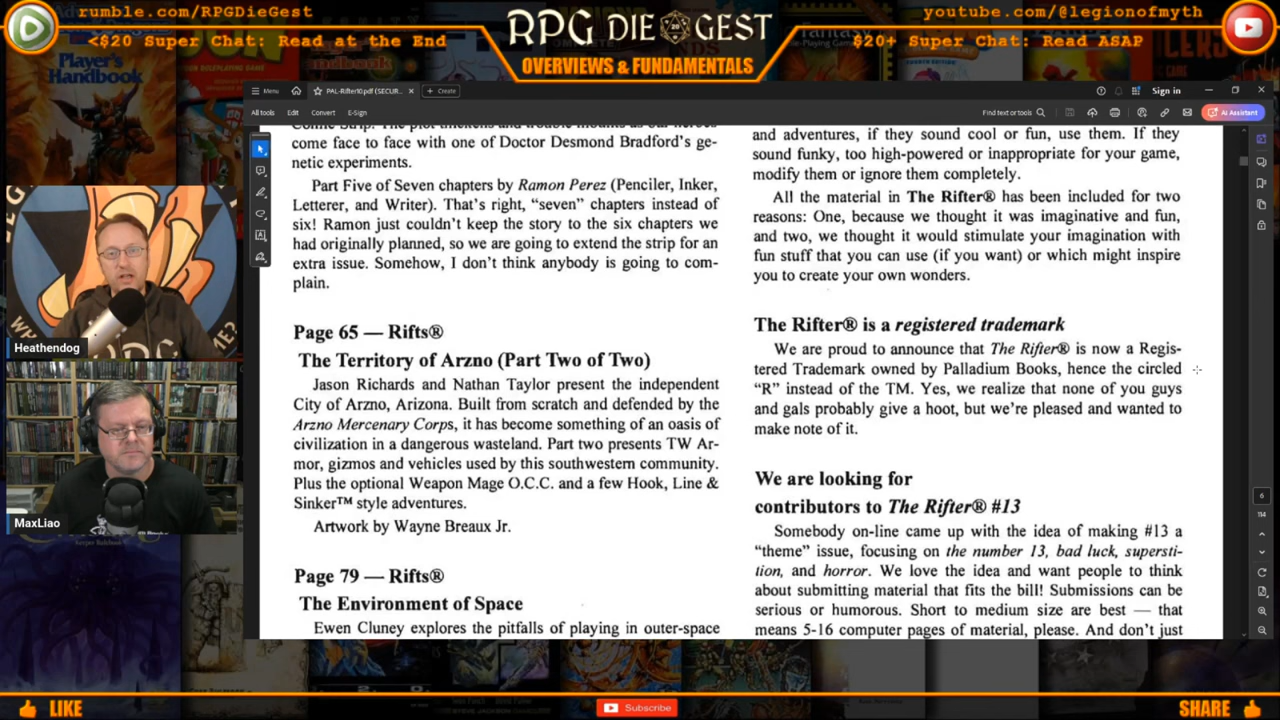 rumble.com/RPGDieGest
<$20 Super Chat: Read at the End
RPG DIE GEST
OVERVIEWS & FUNDAMENTALS
youtube.com/@legionofmyth
$20+ Super Chat: Read ASAP
Player's
Handbook
Menu
PAL-Rifter10.pdf (SECUR...
Create
Sign in
All tools
Edit
Convert
E-Sign
Find text or tools
AI Assistant
come face to face with one of Doctor Desmond Bradford's ge-
netic experiments.
Part Five of Seven chapters by Ramon Perez (Penciler, Inker,
Letterer, and Writer). That's right, "seven" chapters instead of
six! Ramon just couldn't keep the story to the six chapters we
had originally planned, so we are going to extend the strip for an
extra issue. Somehow, I don't think anybody is going to com-
plain.
Page 65 — Rifts®
The Territory of Arzno (Part Two of Two)
Jason Richards and Nathan Taylor present the independent
City of Arzno, Arizona. Built from scratch and defended by the
Arzno Mercenary Corps, it has become something of an oasis of
civilization in a dangerous wasteland. Part two presents TW Ar-
mor, gizmos and vehicles used by this southwestern community.
Plus the optional Weapon Mage O.C.C. and a few Hook, Line &
Sinker™ style adventures.
Artwork by Wayne Breaux Jr.
Page 79 — Rifts®
The Environment of Space
Ewen Cluney explores the pitfalls of playing in outer-space
and adventures, if they sound cool or fun, use them. If they
sound funky, too high-powered or inappropriate for your game,
modify them or ignore them completely.
All the material in The Rifter® has been included for two
reasons: One, because we thought it was imaginative and fun,
and two, we thought it would stimulate your imagination with
fun stuff that you can use (if you want) or which might inspire
you to create your own wonders.
The Rifter® is a registered trademark
We are proud to announce that The Rifter® is now a Regis-
tered Trademark owned by Palladium Books, hence the circled
"R" instead of the TM. Yes, we realize that none of you guys
and gals probably give a hoot, but we're pleased and wanted to
make note of it.
We are looking for
contributors to The Rifter® #13
Somebody on-line came up with the idea of making #13 a
"theme" issue, focusing on the number 13, bad luck, supersti-
tion, and horror. We love the idea and want people to think
about submitting material that fits the bill! Submissions can be
serious or humorous. Short to medium size are best — that
means 5-16 computer pages of material, please. And don't just
6
114
Heathendog
MaxLiao
LIKE
Subscribe
SHARE